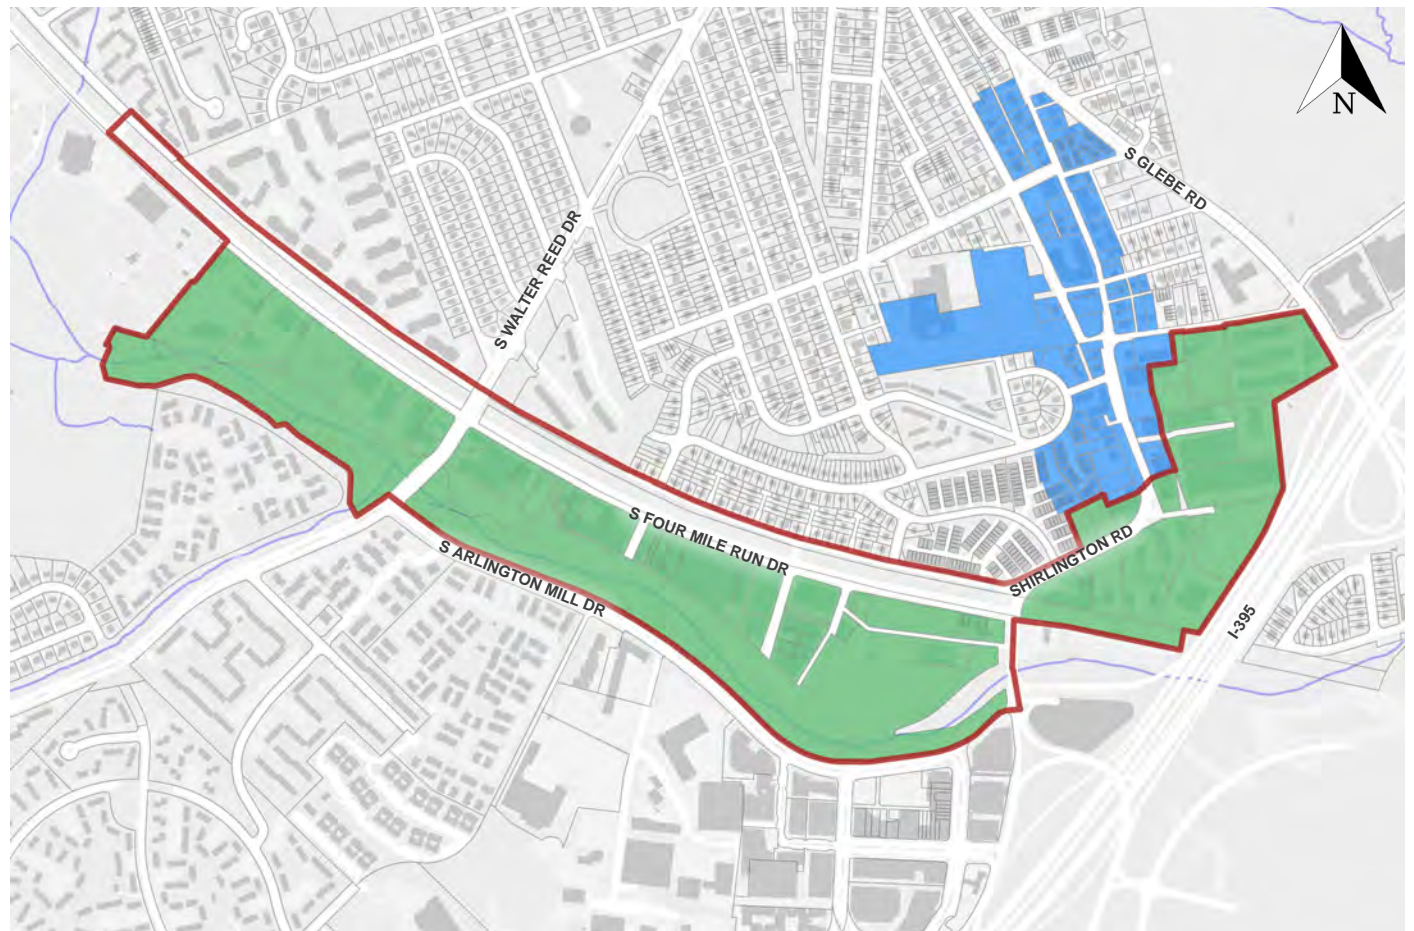 N
S GLEBE RD
S WALTER REED DR
S FOUR MILE RUN DR
SHIRLINGTON RD
S ARLINGTON MILL DR
I-395